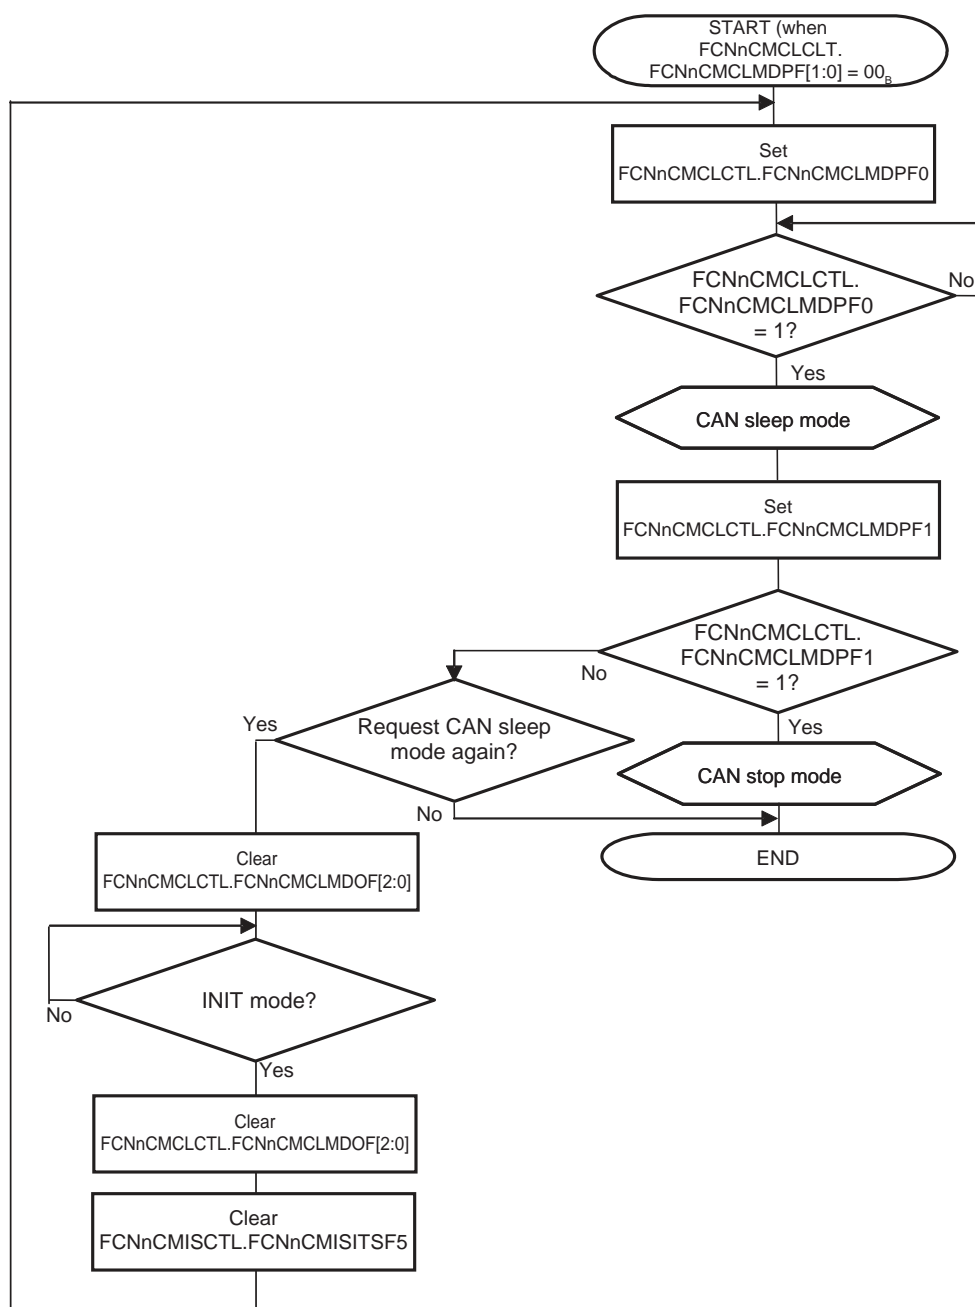 START (when
FCNnCMCLCLT.
FCNnCMCLMDPF[1:0] = 00B
Set
FCNnCMCLCTL.FCNnCMCLMDPF0
FCNnCMCLCTL.
FCNnCMCLMDPF0
= 1?
No
Yes
CAN sleep mode
Set
FCNnCMCLCTL.FCNnCMCLMDPF1
FCNnCMCLCTL.
FCNnCMCLMDPF1
= 1?
No
Yes
Request CAN sleep
mode again?
Yes
No
CAN stop mode
END
Clear
FCNnCMCLCTL.FCNnCMCLMDOF[2:0]
INIT mode?
No
Yes
Clear
FCNnCMCLCTL.FCNnCMCLMDOF[2:0]
Clear
FCNnCMISCTL.FCNnCMISITSF5